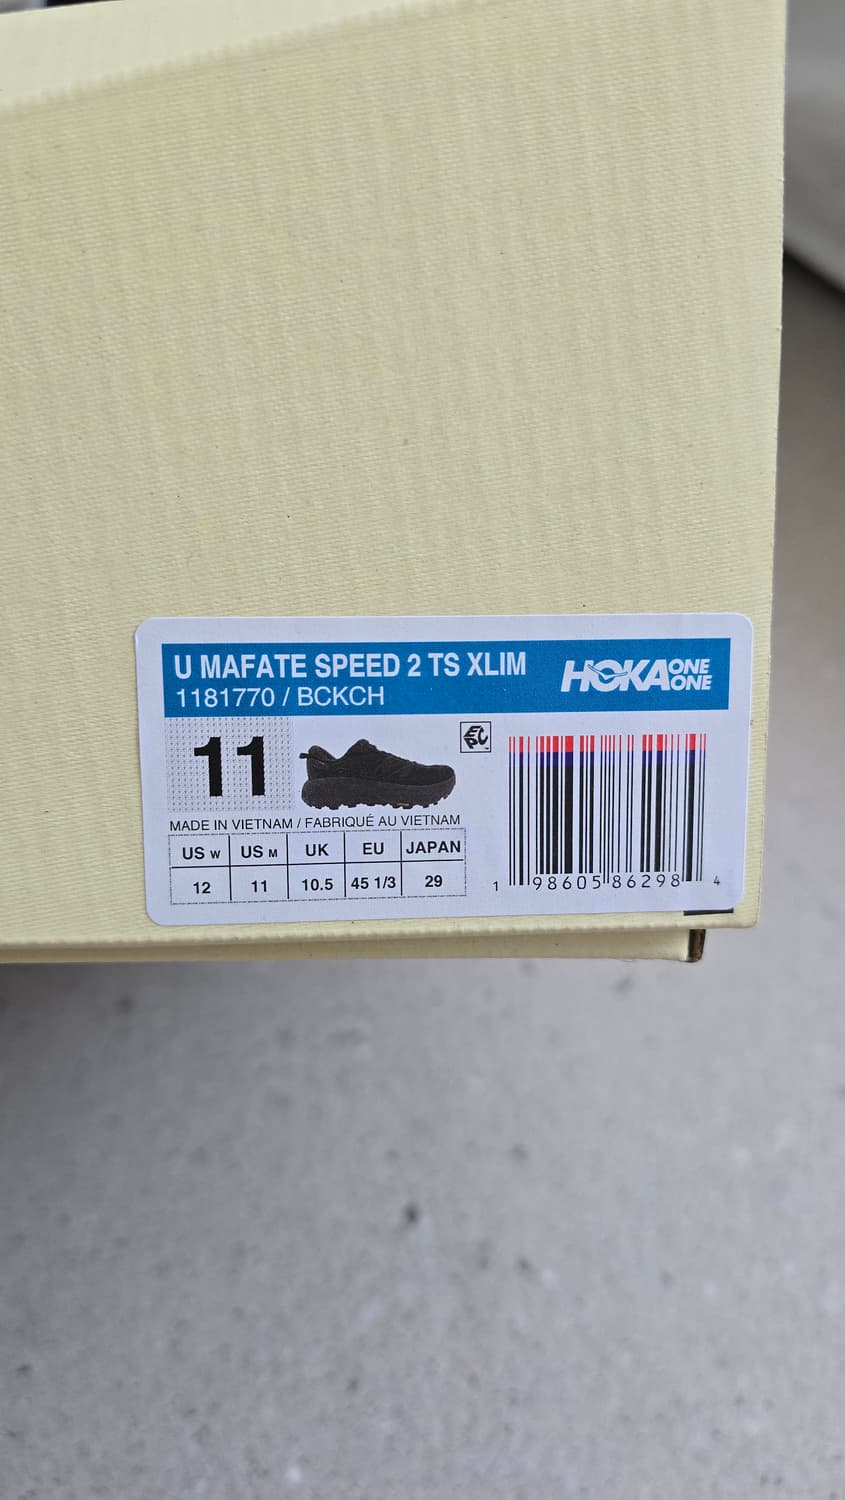 U MAFATE SPEED 2 TS XLIM
1181770 / BCKCH
HOKA ONE ONE
11
EPC
MADE IN VIETNAM / FABRIQUÉ AU VIETNAM
US W US M UK EU JAPAN
12 11 10.5 45 1/3 29
1 98605 86298 4